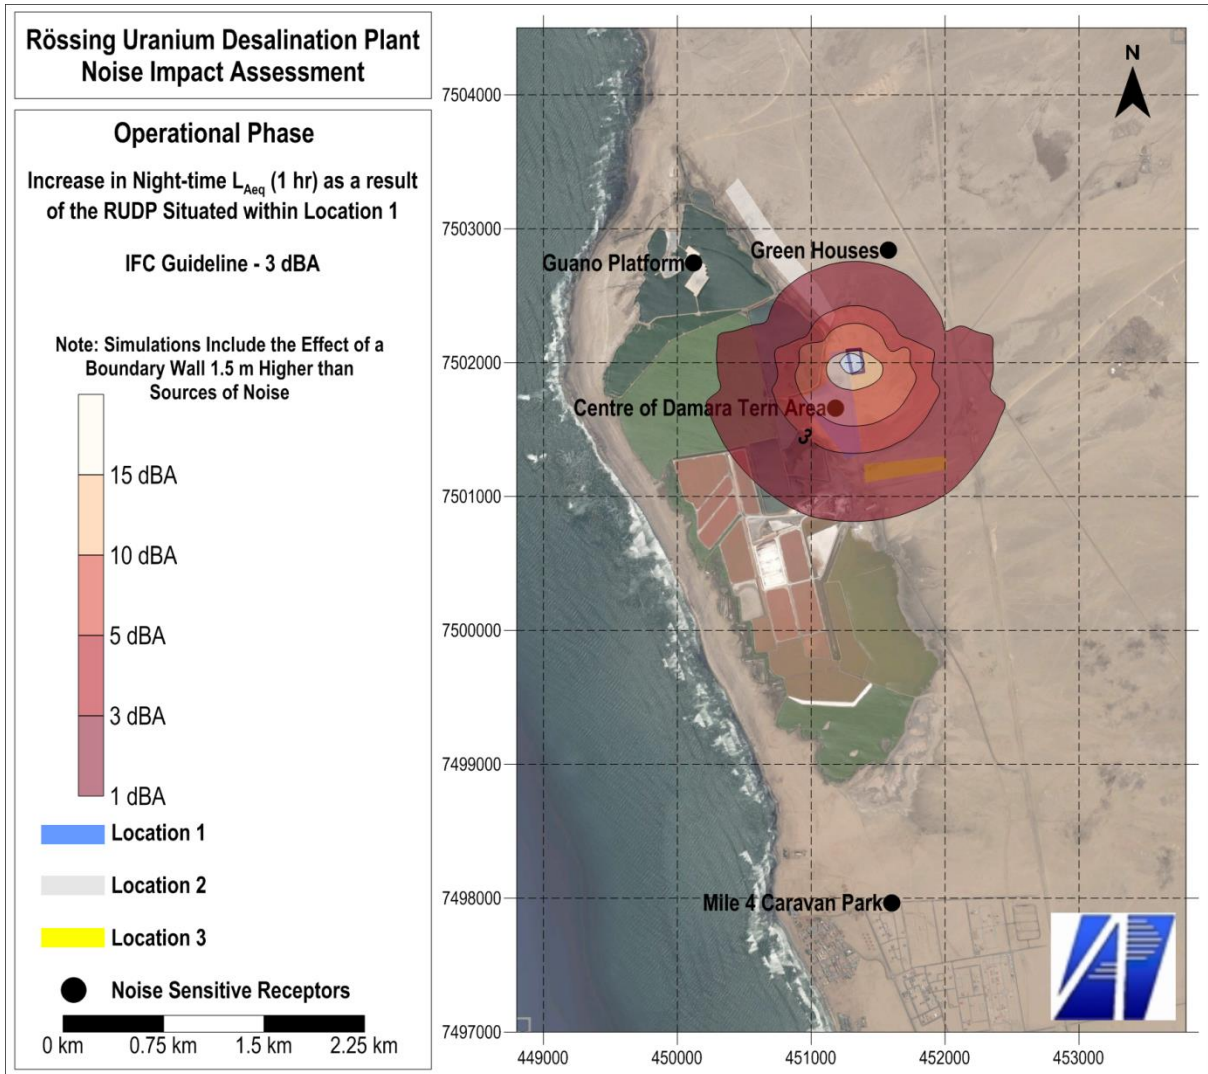 Rössing Uranium Desalination Plant
Noise Impact Assessment
Operational Phase
Increase in Night-time LAeq (1 hr) as a result
of the RUDP Situated within Location 1
IFC Guideline - 3 dBA
Note: Simulations Include the Effect of a
Boundary Wall 1.5 m Higher than
Sources of Noise
15 dBA
10 dBA
5 dBA
3 dBA
1 dBA
Location 1
Location 2
Location 3
Noise Sensitive Receptors
0 km 0.75 km 1.5 km 2.25 km
N
7504000
7503000
7502000
7501000
7500000
7499000
7498000
7497000
Green Houses
Guano Platform
Centre of Damara Tern Area
3
Mile 4 Caravan Park
449000 450000 451000 452000 453000